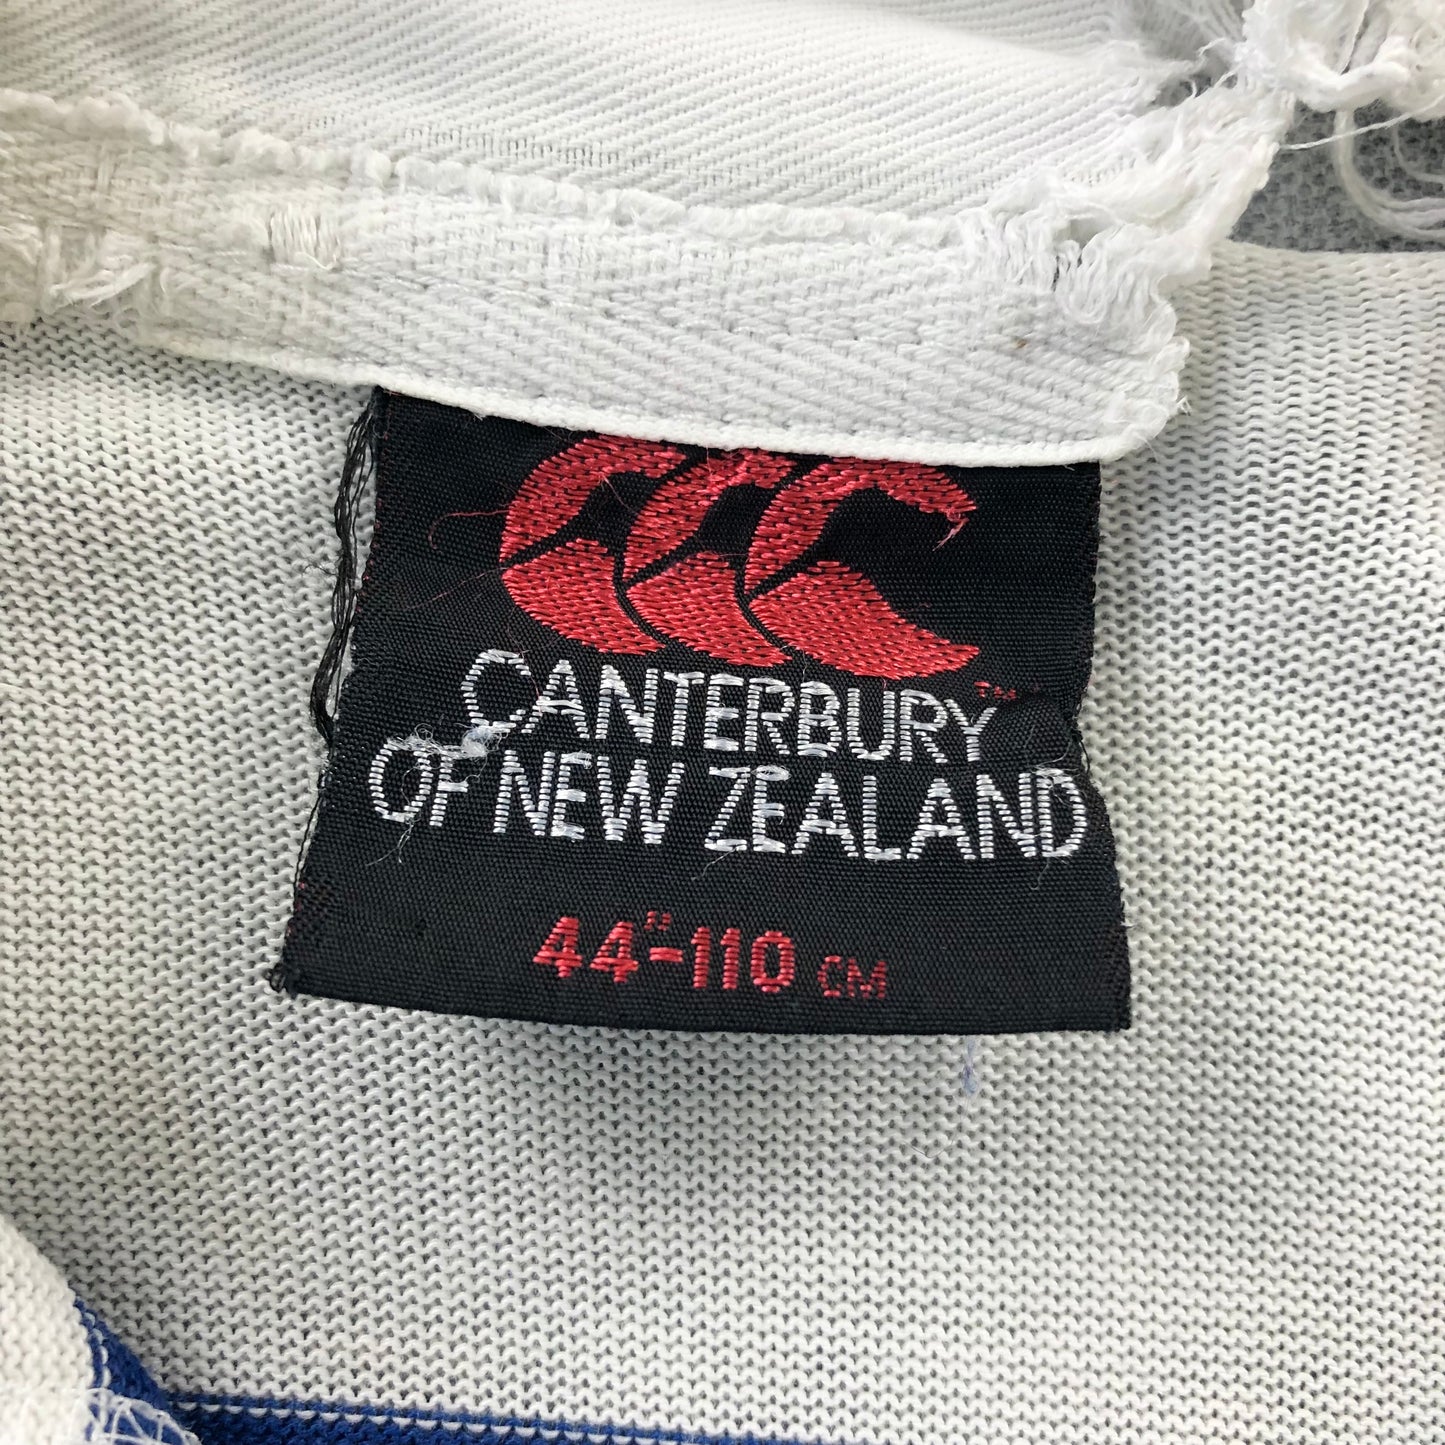 CANTERBURY™
OF NEW ZEALAND
44"-110 CM